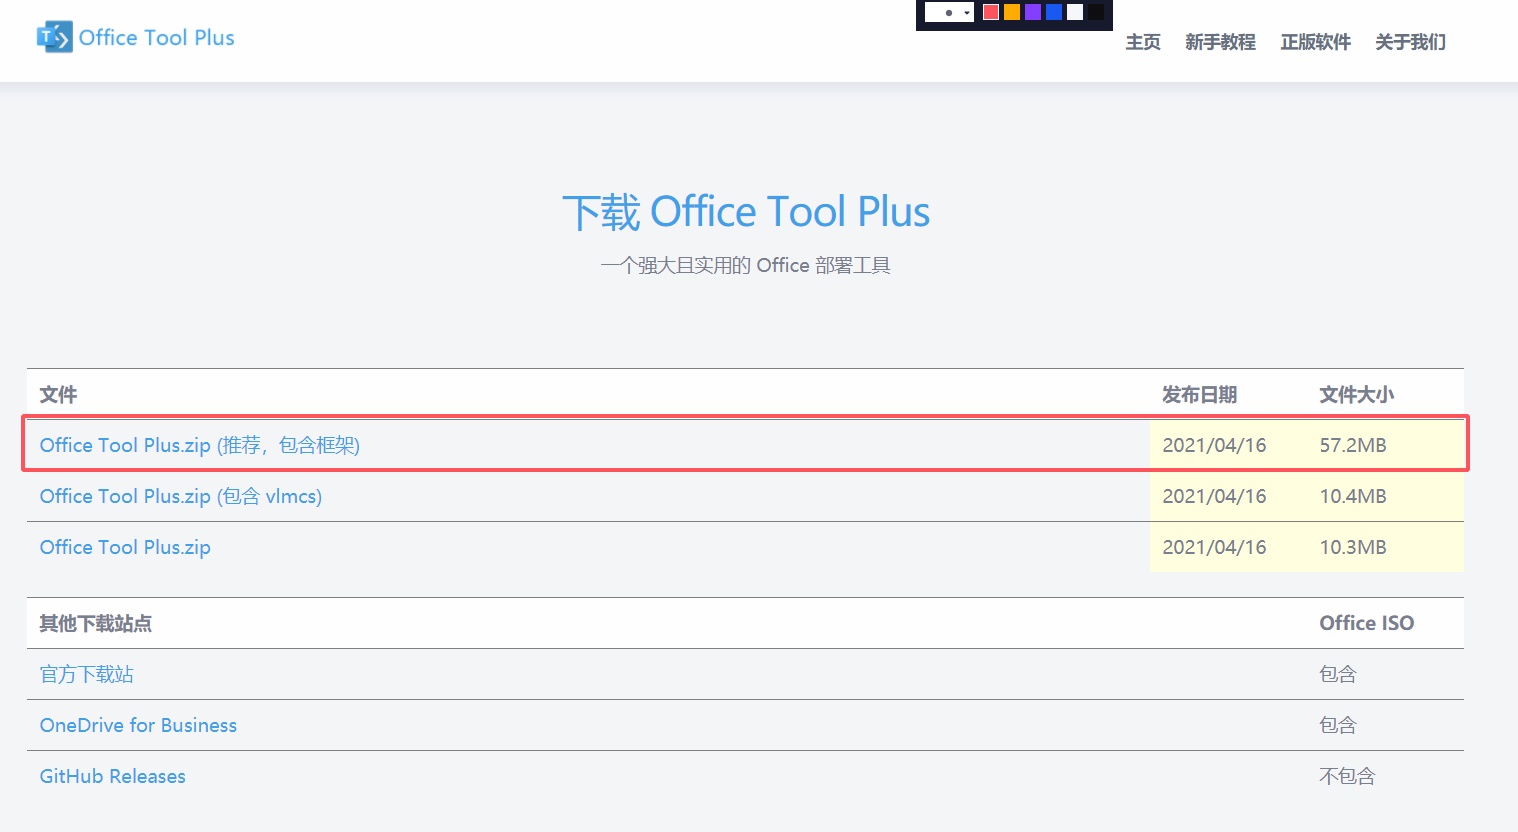 Office Tool Plus
主页 新手教程 正版软件 关于我们
下载 Office Tool Plus
一个强大且实用的 Office 部署工具
文件 发布日期 文件大小
Office Tool Plus.zip (推荐，包含框架) 2021/04/16 57.2MB
Office Tool Plus.zip (包含 vlmcs) 2021/04/16 10.4MB
Office Tool Plus.zip 2021/04/16 10.3MB
其他下载站点 Office ISO
官方下载站 包含
OneDrive for Business 包含
GitHub Releases 不包含